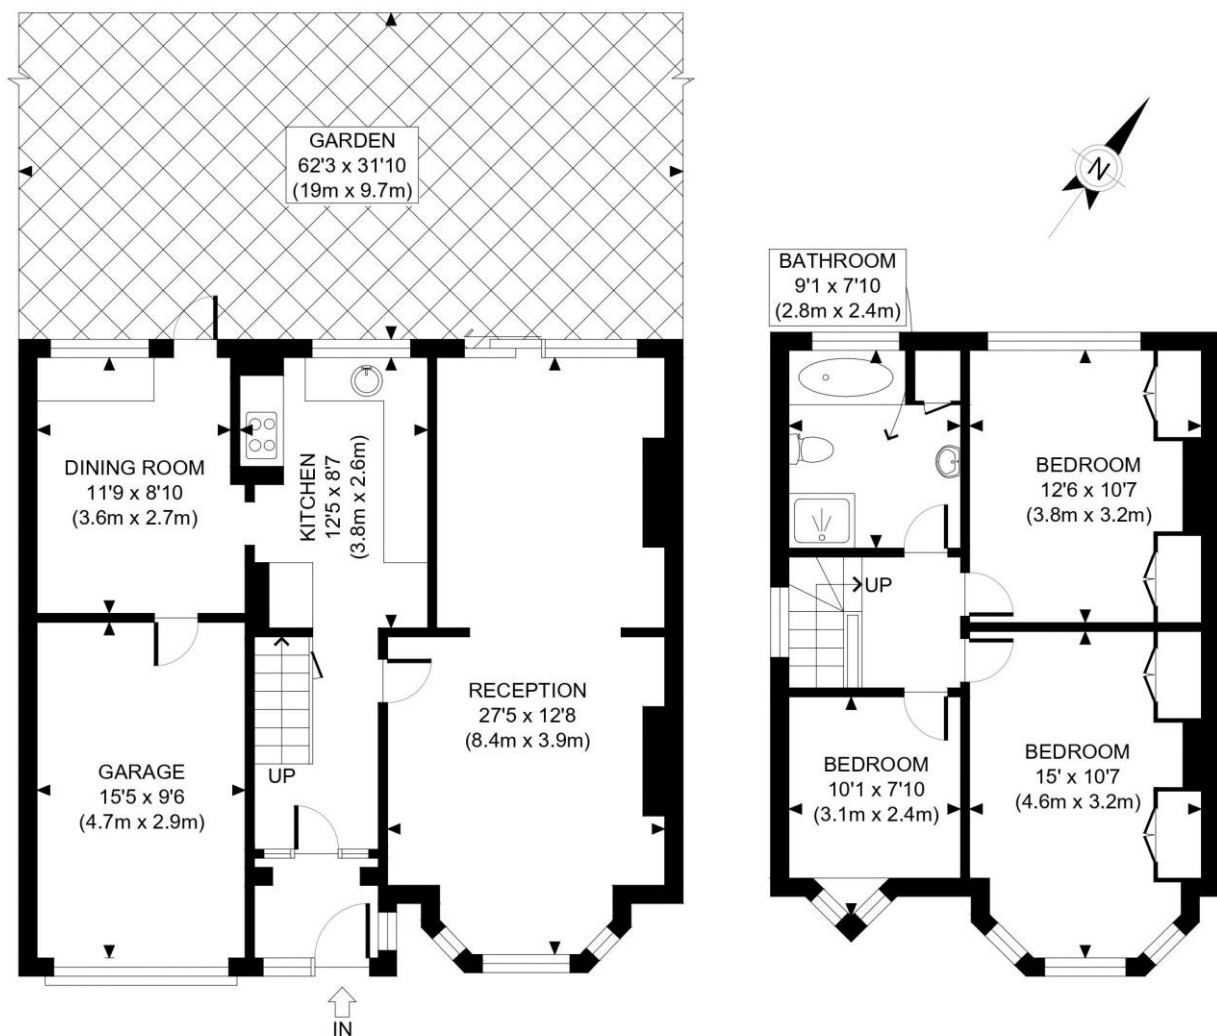 GARDEN
62'3 x 31'10
(19m x 9.7m)
N
BATHROOM
9'1 x 7'10
(2.8m x 2.4m)
DINING ROOM
11'9 x 8'10
(3.6m x 2.7m)
KITCHEN
12'5 x 8'7
(3.8m x 2.6m)
RECEPTION
27'5 x 12'8
(8.4m x 3.9m)
GARAGE
15'5 x 9'6
(4.7m x 2.9m)
UP
IN
BEDROOM
12'6 x 10'7
(3.8m x 3.2m)
UP
BEDROOM
10'1 x 7'10
(3.1m x 2.4m)
BEDROOM
15' x 10'7
(4.6m x 3.2m)